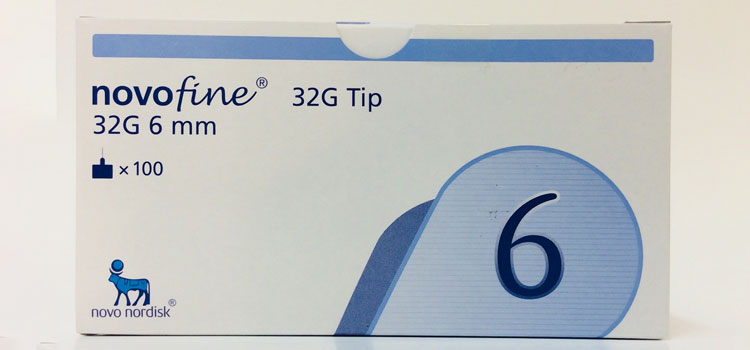 novofine® 32G Tip
32G 6 mm
× 100
6
novo nordisk®